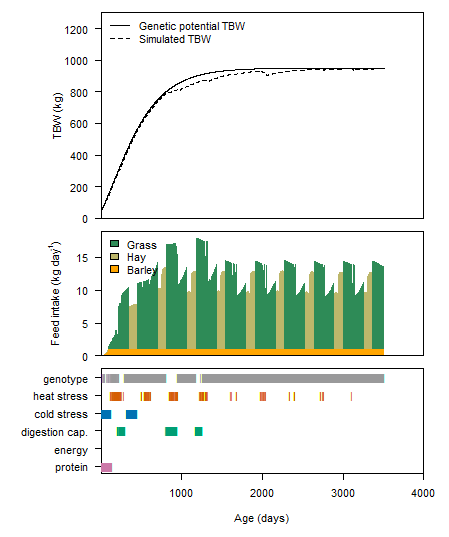 1200
1000
800
600
400
200
0
TBW (kg)
Genetic potential TBW
Simulated TBW
15
10
5
0
Feed intake (kg day⁻¹)
Grass
Hay
Barley
genotype
heat stress
cold stress
digestion cap.
energy
protein
1000 2000 3000 4000
Age (days)